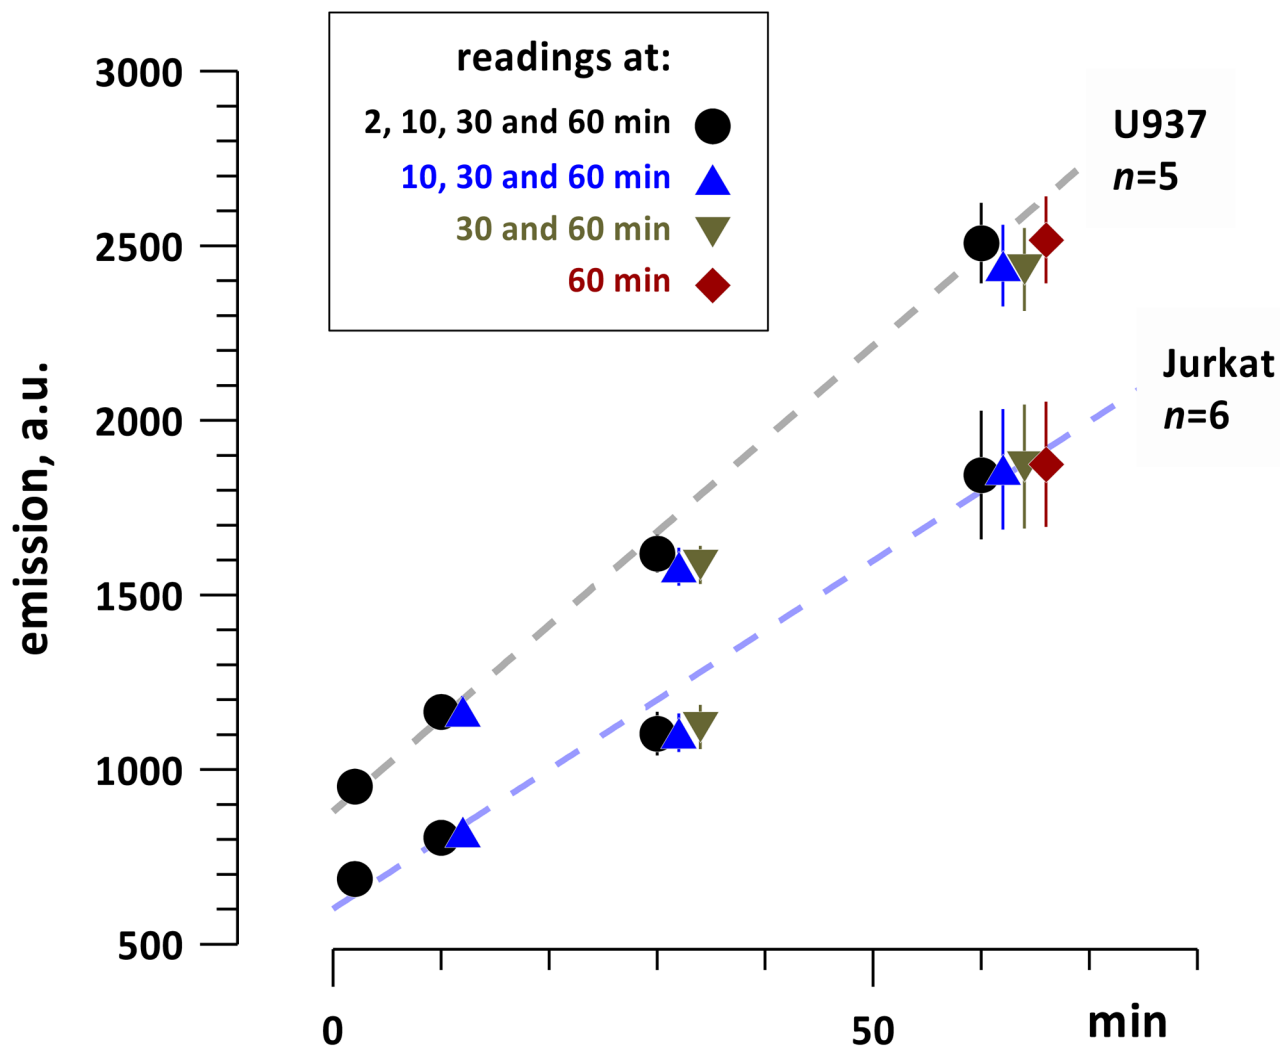 readings at:
2, 10, 30 and 60 min
10, 30 and 60 min
30 and 60 min
60 min
3000
2500
2000
1500
1000
500
emission, a.u.
U937
n=5
Jurkat
n=6
0
50
min